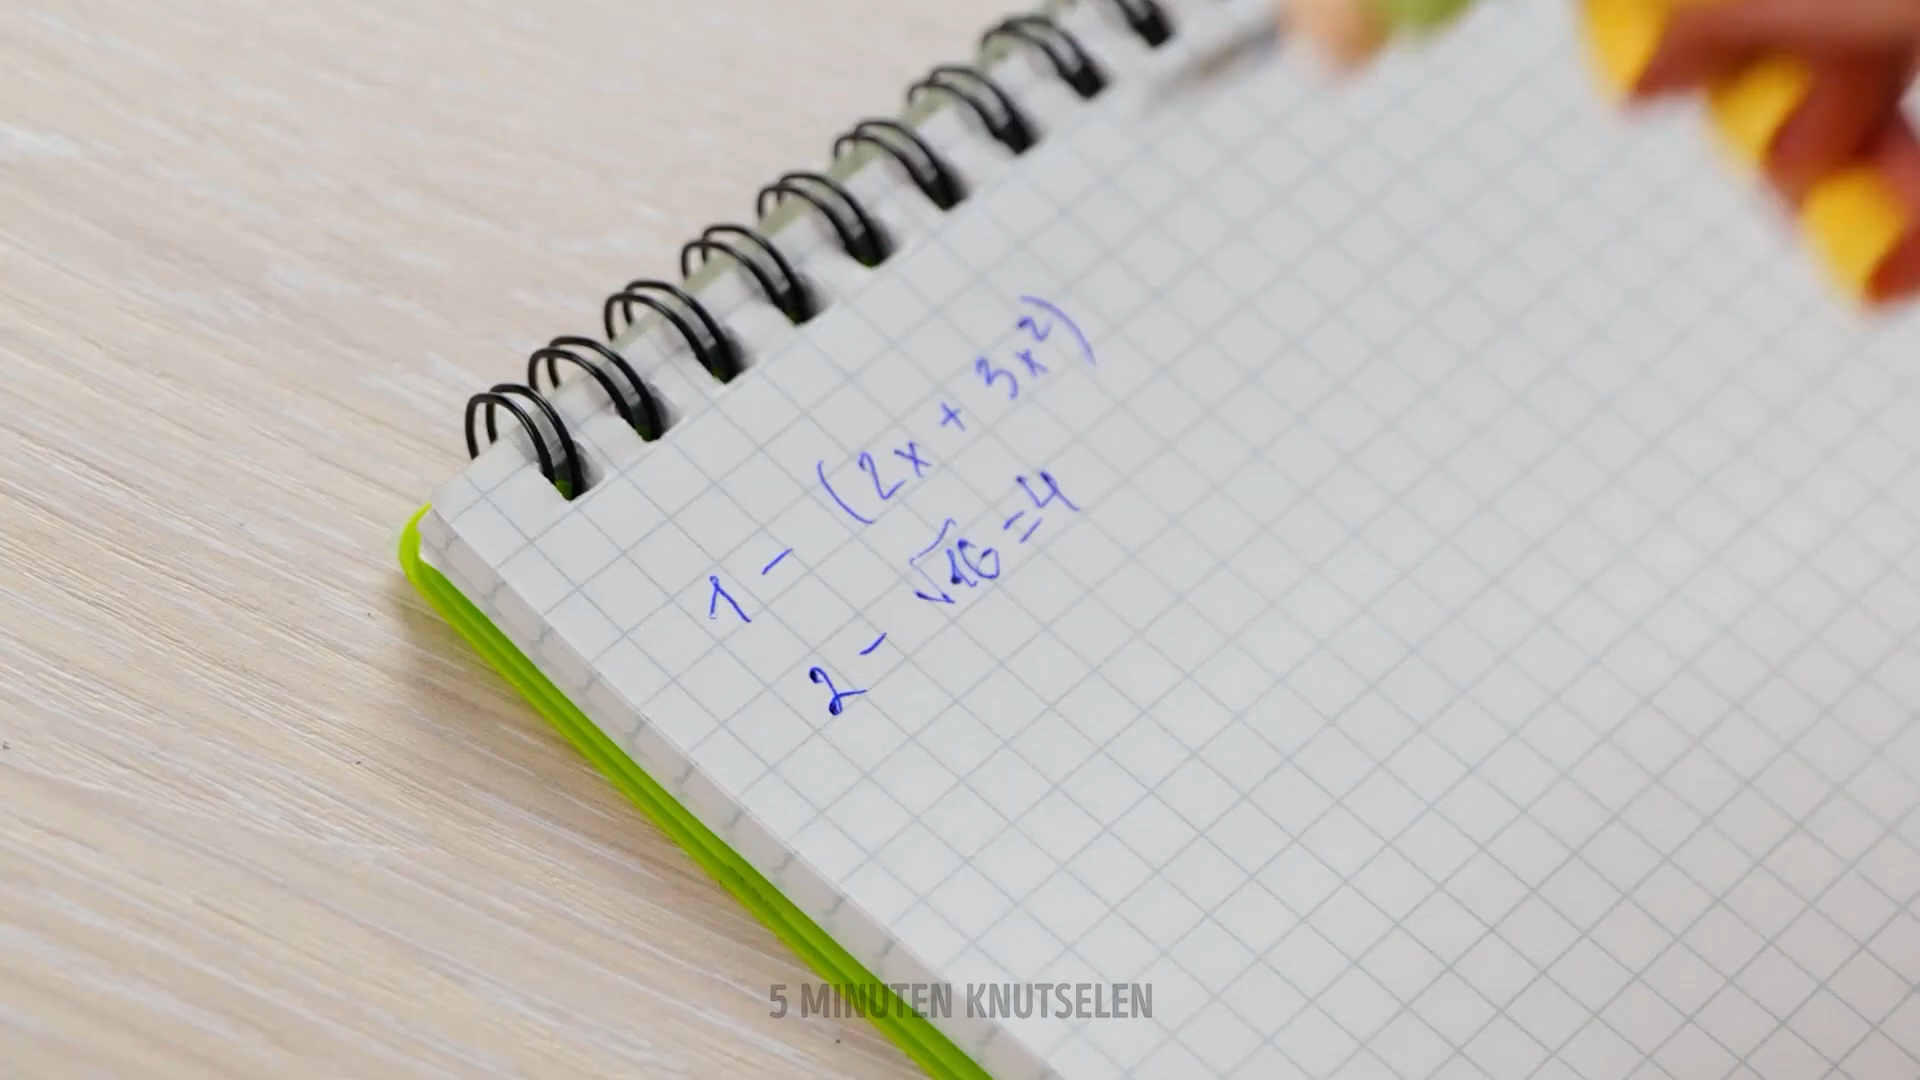 1 - (2x + 3x²)
2 - √16 = 4
5 MINUTEN KNUTSELEN